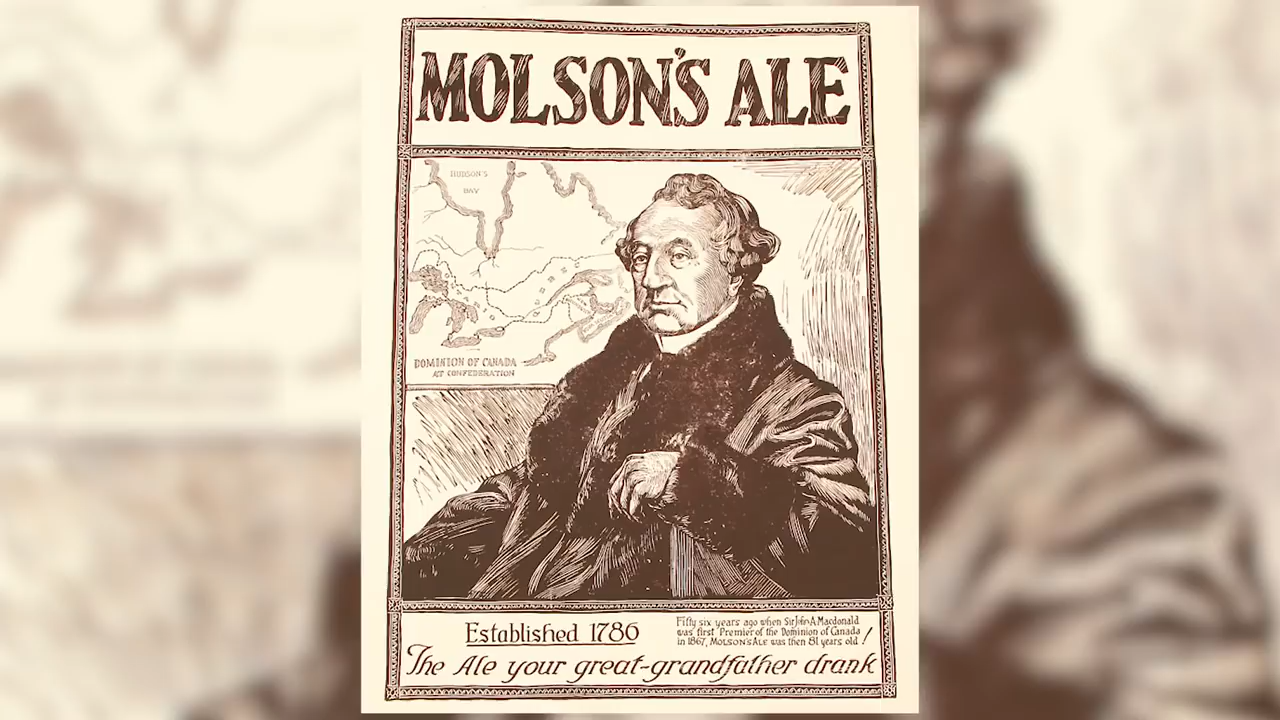 MOLSON'S ALE
HUDSON'S
BAY
DOMINION OF CANADA
AT CONFEDERATION
Established 1786
Fifty six years ago when Sir John A Macdonald
was first Premier of the Dominion of Canada
in 1867, MOLSON'S ALE was then 81 years old!
The Ale your great-grandfather drank